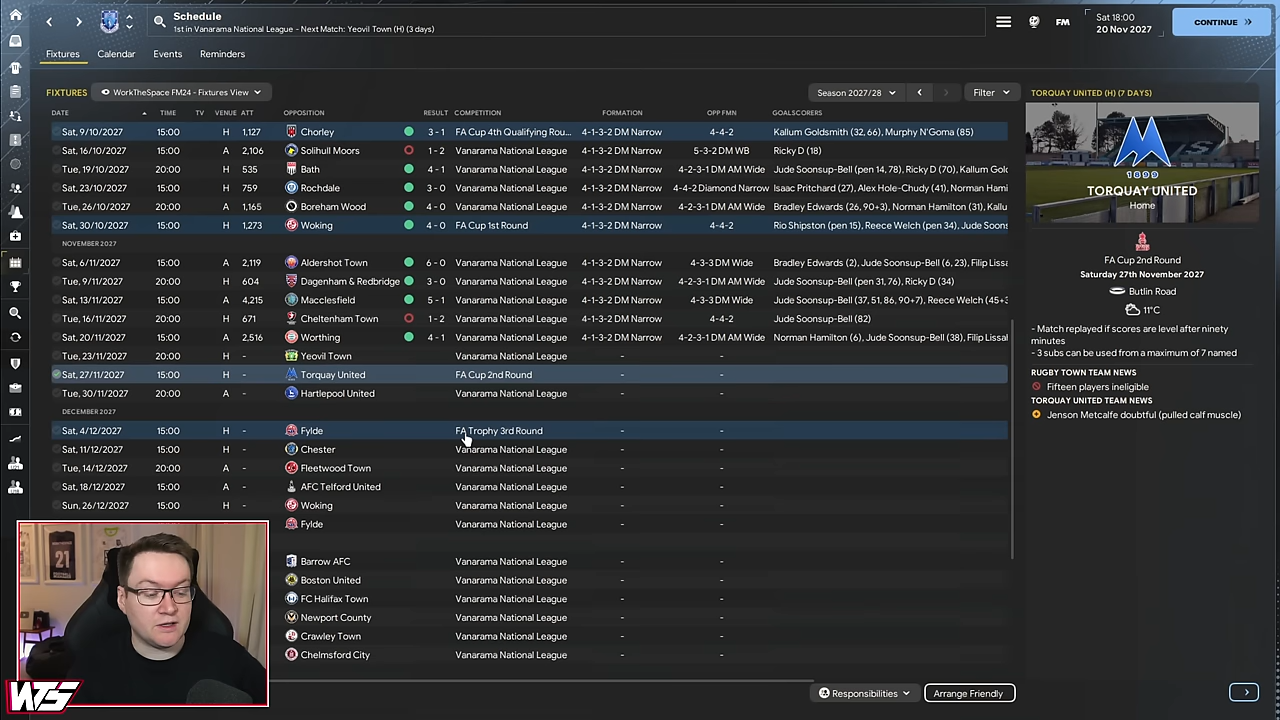 Schedule
1st in Vanarama National League - Next Match: Yeovil Town (H) (3 days)
FM
Sat 18:00
20 Nov 2027
CONTINUE
Fixtures Calendar Events Reminders
FIXTURES WorkTheSpace FM24 - Fixtures View Season 2027/28 Filter
DATE TIME TV VENUE ATT OPPOSITION RESULT COMPETITION FORMATION OPP FMN GOALSCORERS
Sat, 9/10/2027 15:00 H 1,127 Chorley 3 - 1 FA Cup 4th Qualifying Rou... 4-1-3-2 DM Narrow 4-4-2 Kallum Goldsmith (32, 66), Murphy N'Goma (85)
Sat, 16/10/2027 15:00 A 2,106 Solihull Moors 1 - 2 Vanarama National League 4-1-3-2 DM Narrow 5-3-2 DM WB Ricky D (18)
Tue, 19/10/2027 20:00 H 535 Bath 4 - 1 Vanarama National League 4-1-3-2 DM Narrow 4-2-3-1 DM AM Wide Jude Soonsup-Bell (pen 14, 78), Ricky D (70), Kallum Gol
Sat, 23/10/2027 15:00 H 759 Rochdale 3 - 0 Vanarama National League 4-1-3-2 DM Narrow 4-4-2 Diamond Narrow Isaac Pritchard (27), Alex Hole-Chudy (41), Norman Hami
Tue, 26/10/2027 20:00 A 1,165 Boreham Wood 4 - 0 Vanarama National League 4-1-3-2 DM Narrow 4-2-3-1 DM AM Wide Bradley Edwards (26, 90+3), Norman Hamilton (31), Kallu
Sat, 30/10/2027 15:00 H 1,273 Woking 4 - 0 FA Cup 1st Round 4-1-3-2 DM Narrow 4-4-2 Rio Shipston (pen 15), Reece Welch (pen 34), Jude Soons
NOVEMBER 2027
Sat, 6/11/2027 15:00 A 2,119 Aldershot Town 6 - 0 Vanarama National League 4-1-3-2 DM Narrow 4-3-3 DM Wide Bradley Edwards (2), Jude Soonsup-Bell (6, 23), Filip Lissa
Tue, 9/11/2027 20:00 H 604 Dagenham & Redbridge 3 - 0 Vanarama National League 4-1-3-2 DM Narrow 4-2-3-1 DM AM Wide Jude Soonsup-Bell (pen 31, 76), Ricky D (34)
Sat, 13/11/2027 15:00 A 4,215 Macclesfield 5 - 1 Vanarama National League 4-1-3-2 DM Narrow 4-3-3 DM Wide Jude Soonsup-Bell (37, 51, 86, 90+7), Reece Welch (45+3
Tue, 16/11/2027 20:00 H 671 Cheltenham Town 1 - 2 Vanarama National League 4-1-3-2 DM Narrow 4-4-2 Jude Soonsup-Bell (82)
Sat, 20/11/2027 15:00 A 2,516 Worthing 4 - 1 Vanarama National League 4-1-3-2 DM Narrow 4-2-3-1 DM AM Wide Norman Hamilton (6), Jude Soonsup-Bell (38), Filip Lissal
Tue, 23/11/2027 20:00 H - Yeovil Town Vanarama National League - -
Sat, 27/11/2027 15:00 H - Torquay United FA Cup 2nd Round - -
Tue, 30/11/2027 20:00 A - Hartlepool United Vanarama National League - -
DECEMBER 2027
Sat, 4/12/2027 15:00 H - Fylde FA Trophy 3rd Round - -
Sat, 11/12/2027 15:00 H - Chester Vanarama National League - -
Tue, 14/12/2027 20:00 A - Fleetwood Town Vanarama National League - -
Sat, 18/12/2027 15:00 A - AFC Telford United Vanarama National League - -
Sun, 26/12/2027 15:00 H - Woking Vanarama National League - -
Fylde Vanarama National League - -
Barrow AFC Vanarama National League - -
Boston United Vanarama National League - -
FC Halifax Town Vanarama National League - -
Newport County Vanarama National League - -
Crawley Town Vanarama National League - -
Chelmsford City Vanarama National League - -
Responsibilities Arrange Friendly
TORQUAY UNITED (H) (7 DAYS)
1899
TORQUAY UNITED
Home
FA Cup 2nd Round
Saturday 27th November 2027
Butlin Road
11°C
- Match replayed if scores are level after ninety
minutes
- 3 subs can be used from a maximum of 7 named
RUGBY TOWN TEAM NEWS
Fifteen players ineligible
TORQUAY UNITED TEAM NEWS
Jenson Metcalfe doubtful (pulled calf muscle)
21
WTS